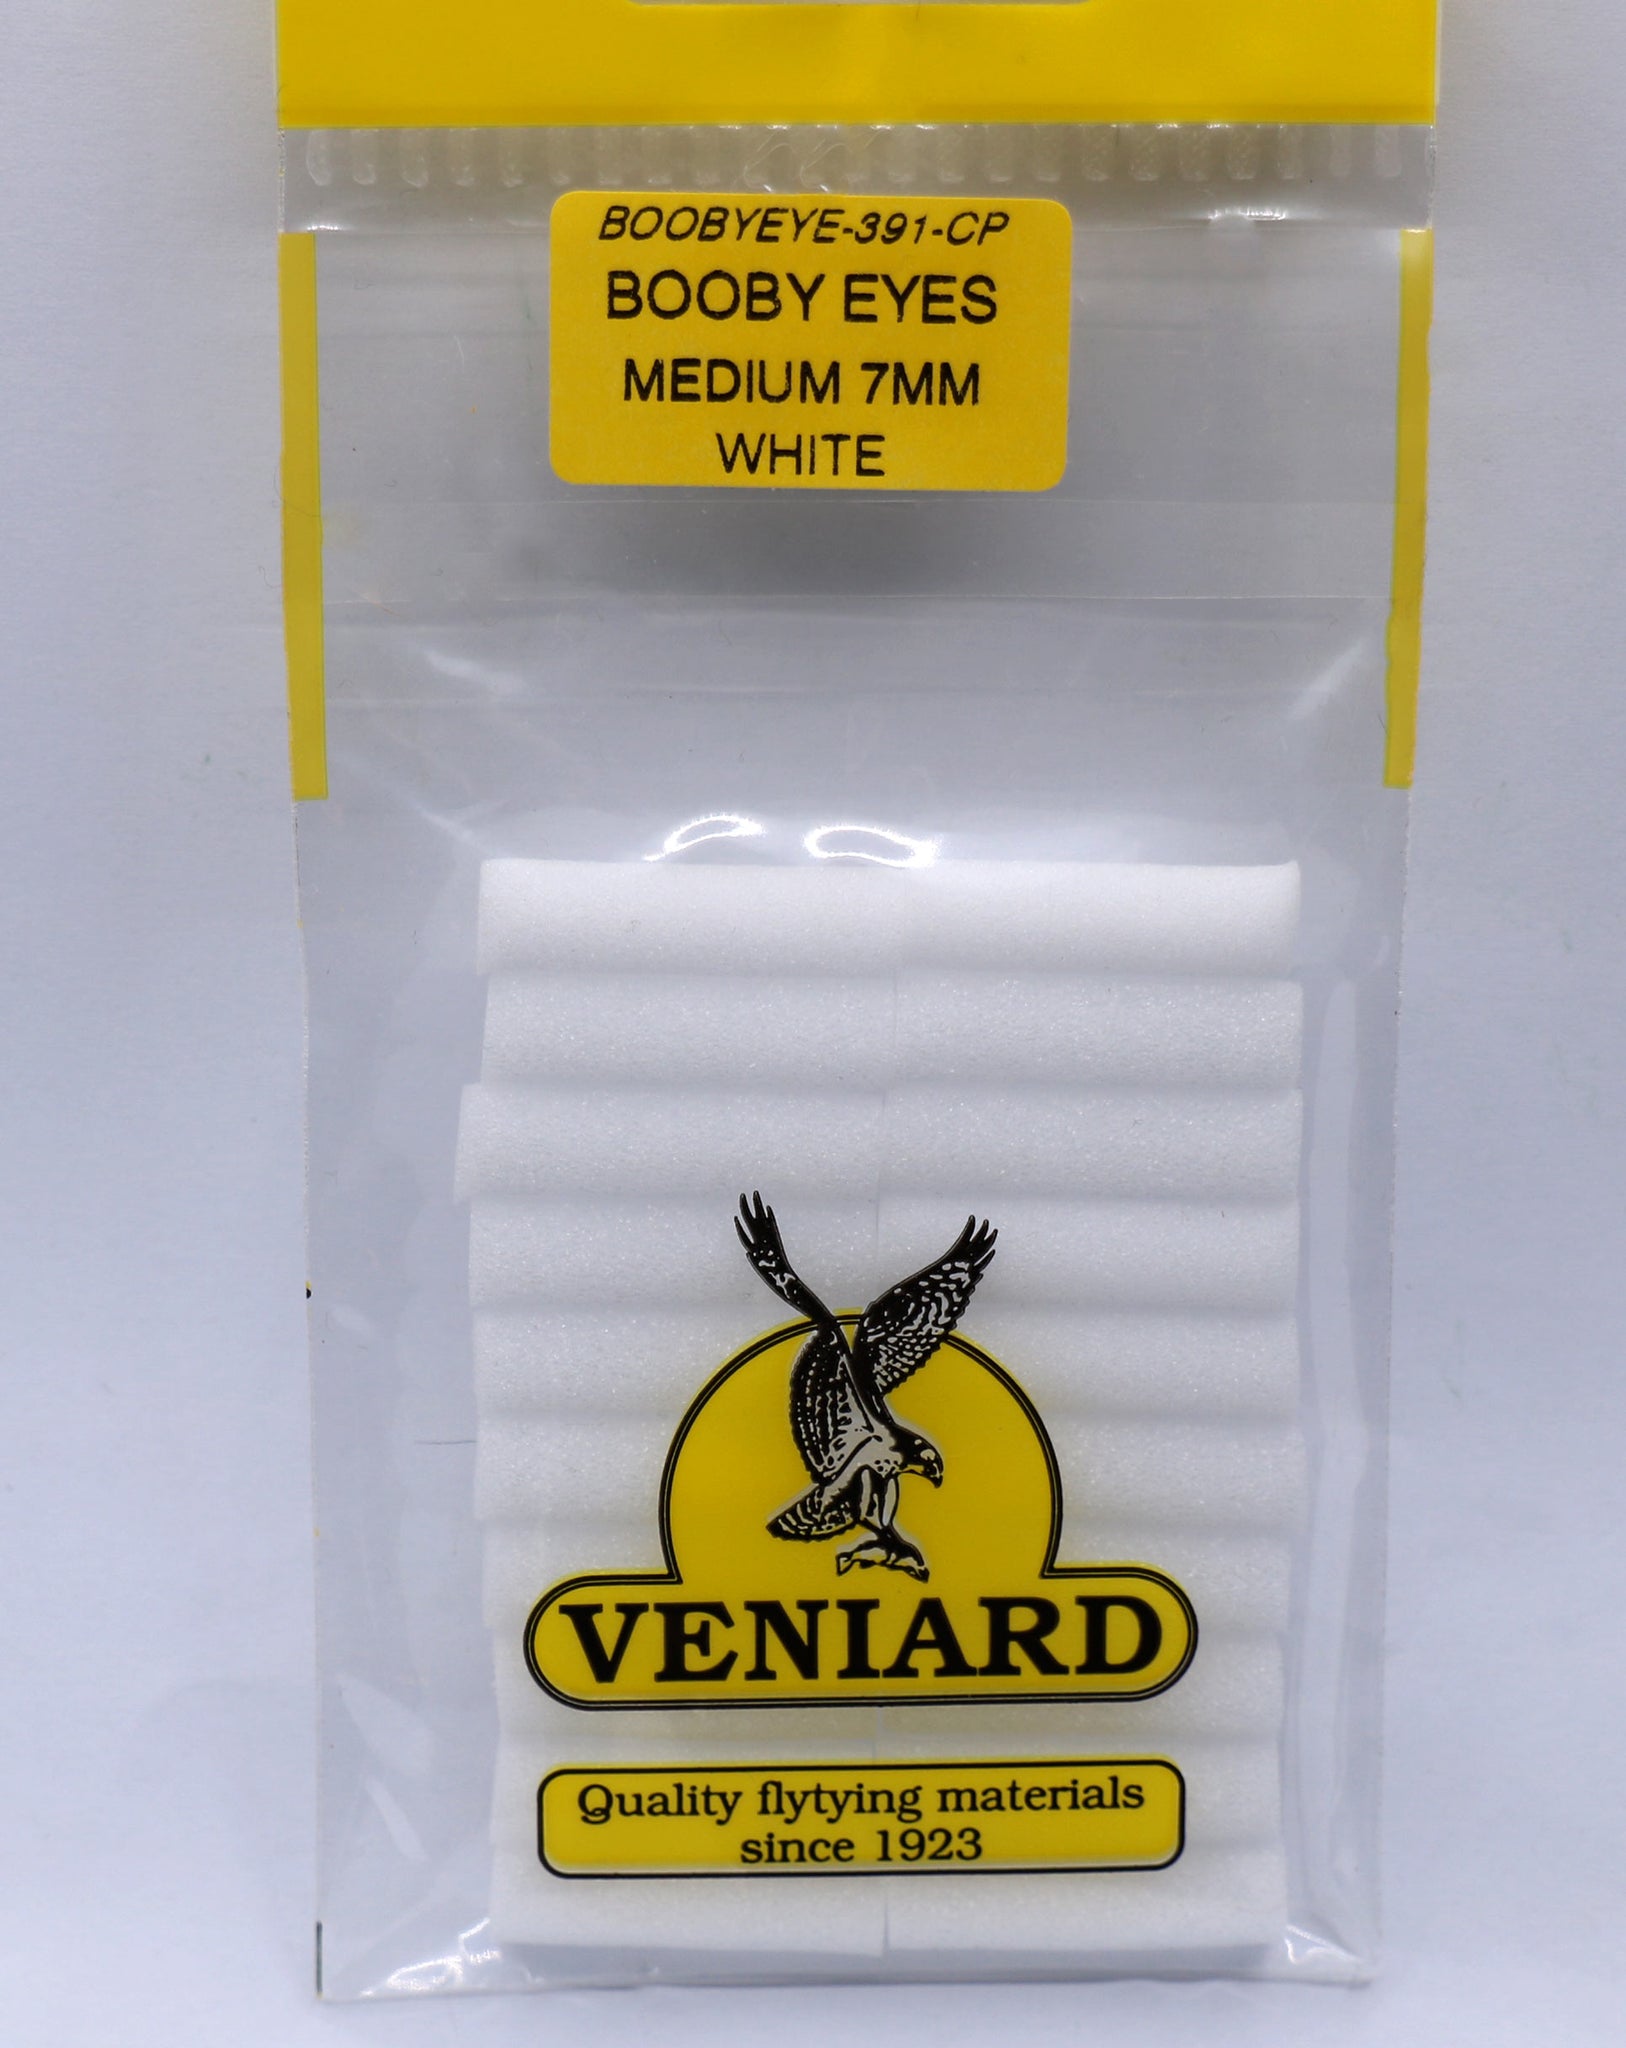 BOOBYEYE-391-CP
BOOBY EYES
MEDIUM 7MM
WHITE
VENIARD
Quality flytying materials
since 1923